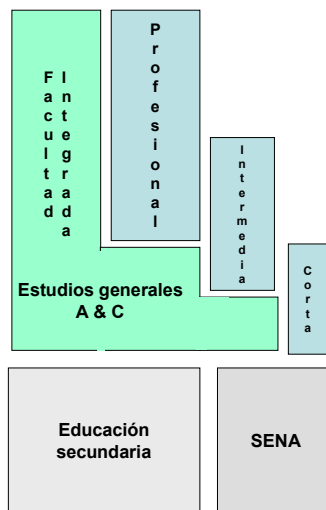 Facultad
Integrada
Profesional
Intermedia
Corta
Estudios generales
A & C
Educación
secundaria
SENA